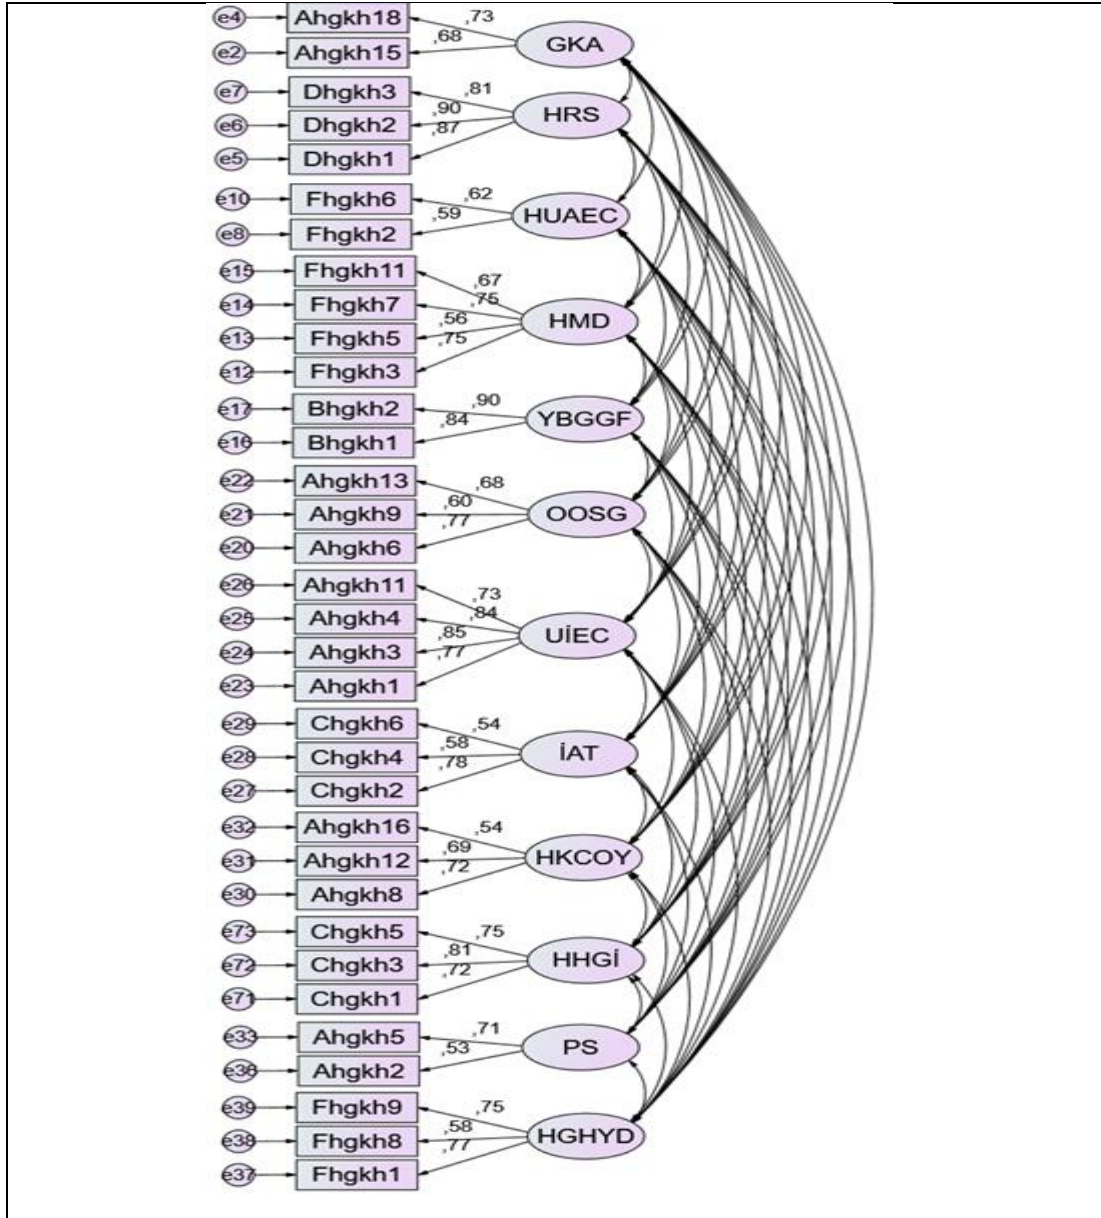 e4 Ahgkh18 ,73
e2 Ahgkh15 ,68
GKA
e7 Dhgkh3 ,81
e6 Dhgkh2 ,90
e5 Dhgkh1 ,87
HRS
e10 Fhgkh6 ,62
e8 Fhgkh2 ,59
HUAEC
e15 Fhgkh11 ,67
e14 Fhgkh7 ,75
e13 Fhgkh5 ,56
e12 Fhgkh3 ,75
HMD
e17 Bhgkh2 ,90
e16 Bhgkh1 ,84
YBGGF
e22 Ahgkh13 ,68
e21 Ahgkh9 ,60
e20 Ahgkh6 ,77
OOSG
e26 Ahgkh11 ,73
e25 Ahgkh4 ,84
e24 Ahgkh3 ,85
e23 Ahgkh1 ,77
UİEC
e29 Chgkh6 ,54
e28 Chgkh4 ,58
e27 Chgkh2 ,78
İAT
e32 Ahgkh16 ,54
e31 Ahgkh12 ,69
e30 Ahgkh8 ,72
HKCOY
e73 Chgkh5 ,75
e72 Chgkh3 ,81
e71 Chgkh1 ,72
HHGİ
e33 Ahgkh5 ,71
e36 Ahgkh2 ,53
PS
e39 Fhgkh9 ,75
e38 Fhgkh8 ,58
e37 Fhgkh1 ,77
HGHYD